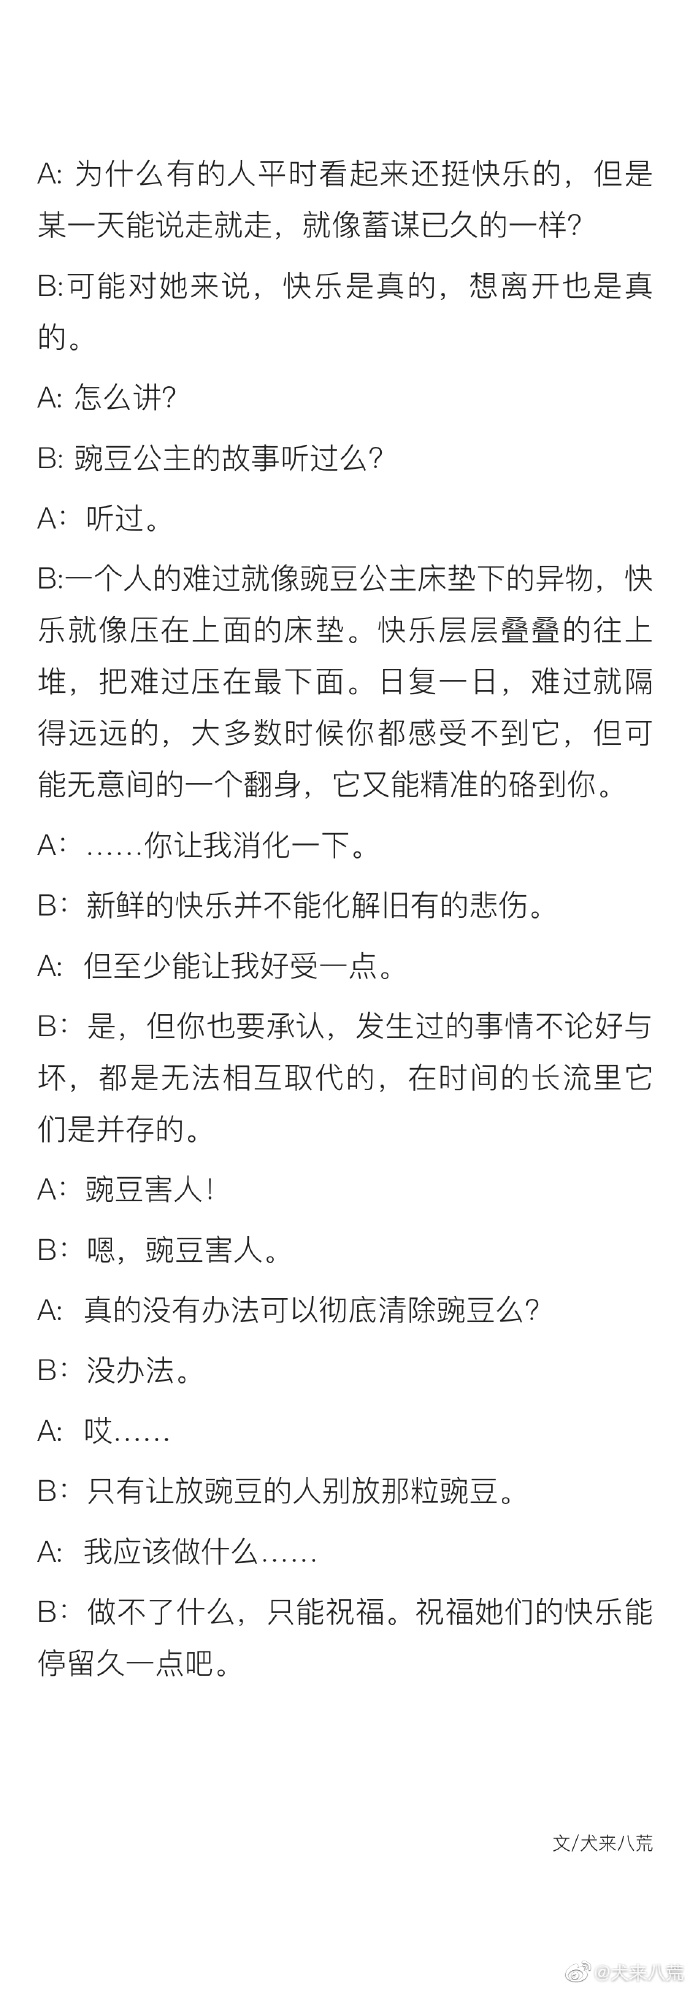 A: 为什么有的人平时看起来还挺快乐的，但是
某一天能说走就走，就像蓄谋已久的一样？
B:可能对她来说，快乐是真的，想离开也是真
的。
A: 怎么讲？
B: 豌豆公主的故事听过么？
A：听过。
B:一个人的难过就像豌豆公主床垫下的异物，快
乐就像压在上面的床垫。快乐层层叠叠的往上
堆，把难过压在最下面。日复一日，难过就隔
得远远的，大多数时候你都感受不到它，但可
能无意间的一个翻身，它又能精准的硌到你。
A：……你让我消化一下。
B：新鲜的快乐并不能化解旧有的悲伤。
A: 但至少能让我好受一点。
B：是，但你也要承认，发生过的事情不论好与
坏，都是无法相互取代的，在时间的长流里它
们是并存的。
A：豌豆害人！
B：嗯，豌豆害人。
A: 真的没有办法可以彻底清除豌豆么？
B：没办法。
A: 哎……
B：只有让放豌豆的人别放那粒豌豆。
A: 我应该做什么……
B：做不了什么，只能祝福。祝福她们的快乐能
停留久一点吧。
文/犬来八荒
@犬来八荒